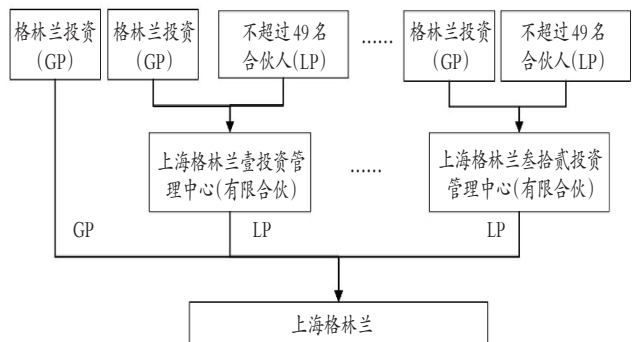 格林兰投资
(GP)
格林兰投资
(GP)
不超过49名
合伙人(LP)
……
格林兰投资
(GP)
不超过49名
合伙人(LP)
上海格林兰壹投资管
理中心(有限合伙)
……
上海格林兰叁拾贰投资
管理中心(有限合伙)
GP
LP
LP
上海格林兰